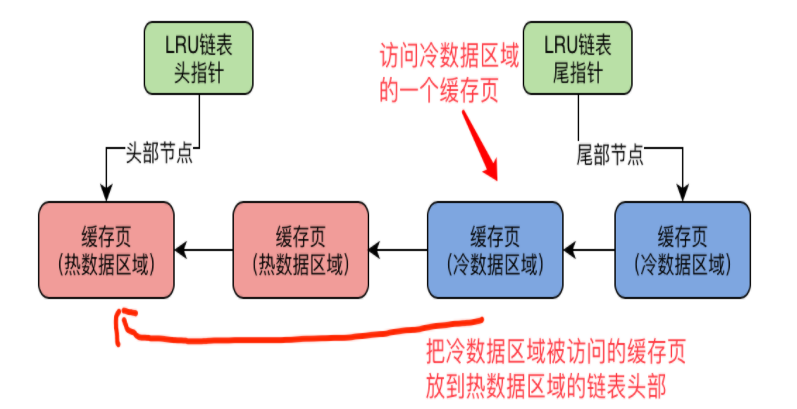 LRU链表
头指针
访问冷数据区域
的一个缓存页
LRU链表
尾指针
头部节点
尾部节点
缓存页
(热数据区域)
缓存页
(热数据区域)
缓存页
(冷数据区域)
缓存页
(冷数据区域)
把冷数据区域被访问的缓存页
放到热数据区域的链表头部